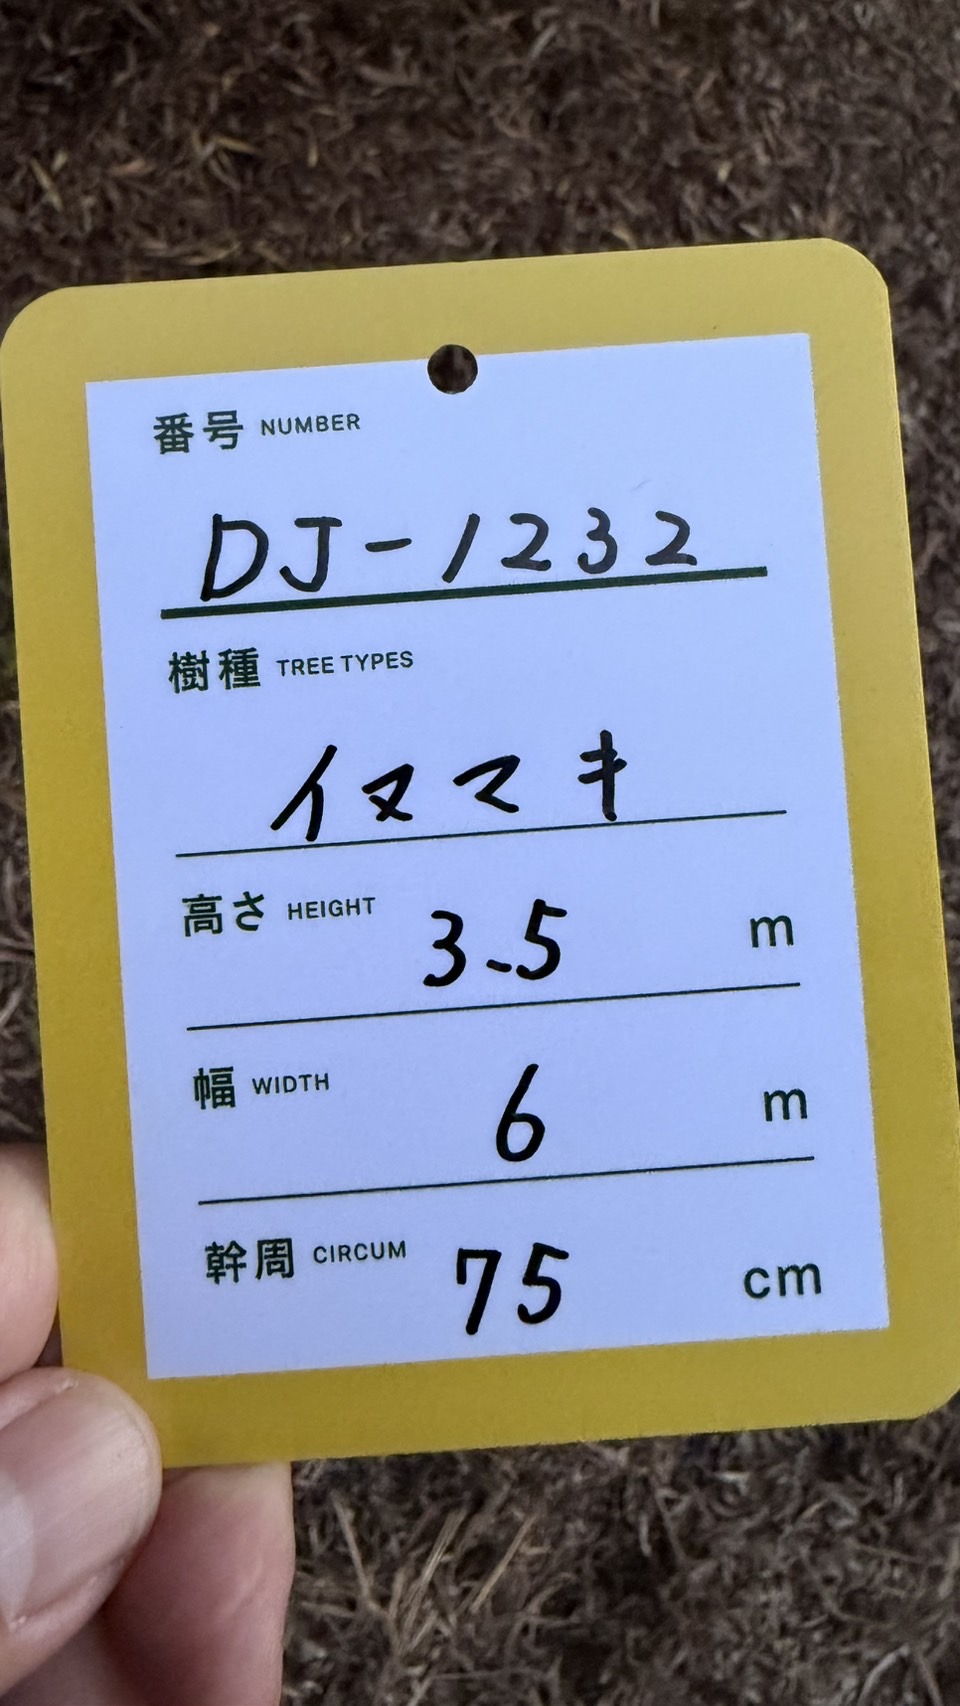 番号 NUMBER
DJ-1232
樹種 TREE TYPES
イヌマキ
高さ HEIGHT 3.5 m
幅 WIDTH 6 m
幹周 CIRCUM 75 cm